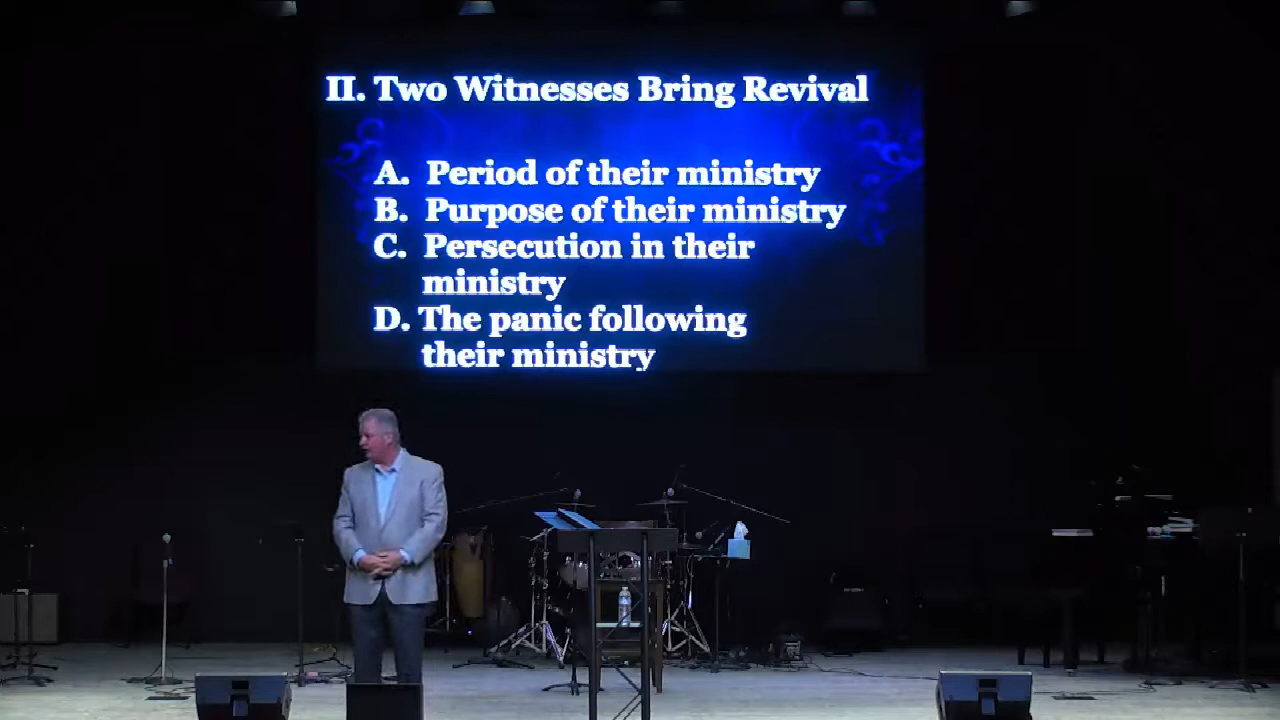 II. Two Witnesses Bring Revival
A. Period of their ministry
B. Purpose of their ministry
C. Persecution in their
ministry
D. The panic following
their ministry